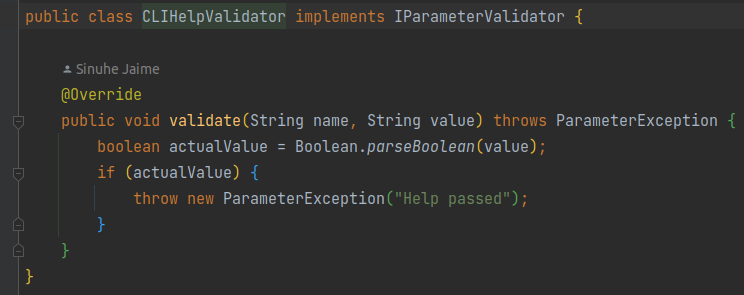 public class CLIHelpValidator implements IParameterValidator {
Sinuhe Jaime
@Override
public void validate(String name, String value) throws ParameterException {
boolean actualValue = Boolean.parseBoolean(value);
if (actualValue) {
throw new ParameterException("Help passed");
}
}
}